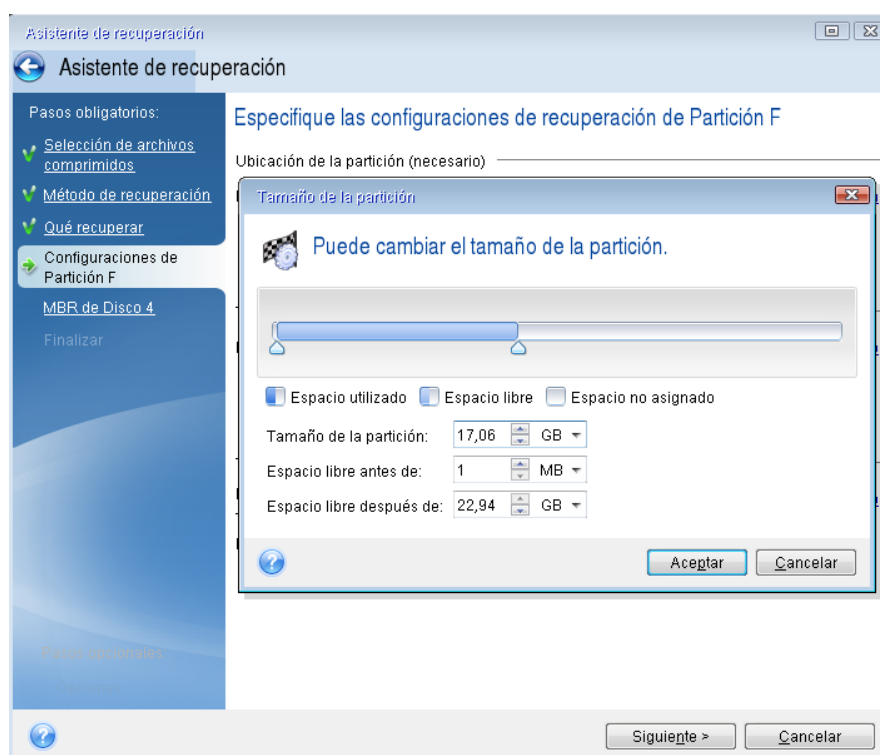 Asistente de recuperación
Asistente de recuperación
Pasos obligatorios:
Selección de archivos
comprimidos
Método de recuperación
Qué recuperar
Configuraciones de
Partición F
MBR de Disco 4
Finalizar
Especifique las configuraciones de recuperación de Partición F
Ubicación de la partición (necesario)
Tamaño de la partición
Puede cambiar el tamaño de la partición.
Espacio utilizado Espacio libre Espacio no asignado
Tamaño de la partición: 17,06 GB
Espacio libre antes de: 1 MB
Espacio libre después de: 22,94 GB
Aceptar Cancelar
Siguiente > Cancelar